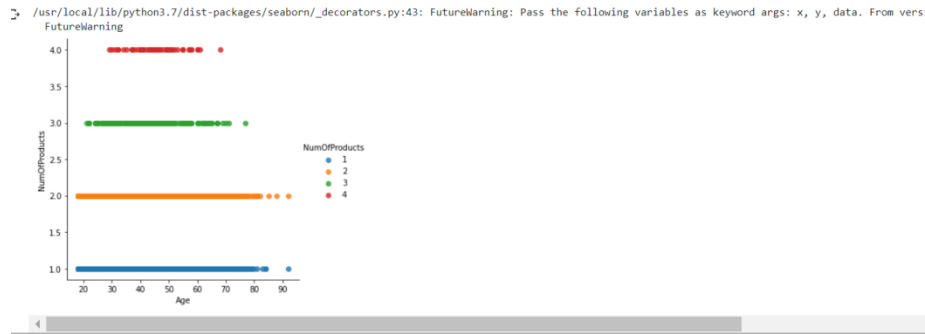 /usr/local/lib/python3.7/dist-packages/seaborn/_decorators.py:43: FutureWarning: Pass the following variables as keyword args: x, y, data. From
FutureWarning
4.0
3.5
3.0
2.5
2.0
1.5
1.0
NumOfProducts
20 30 40 50 60 70 80 90
Age
NumOfProducts
1
2
3
4